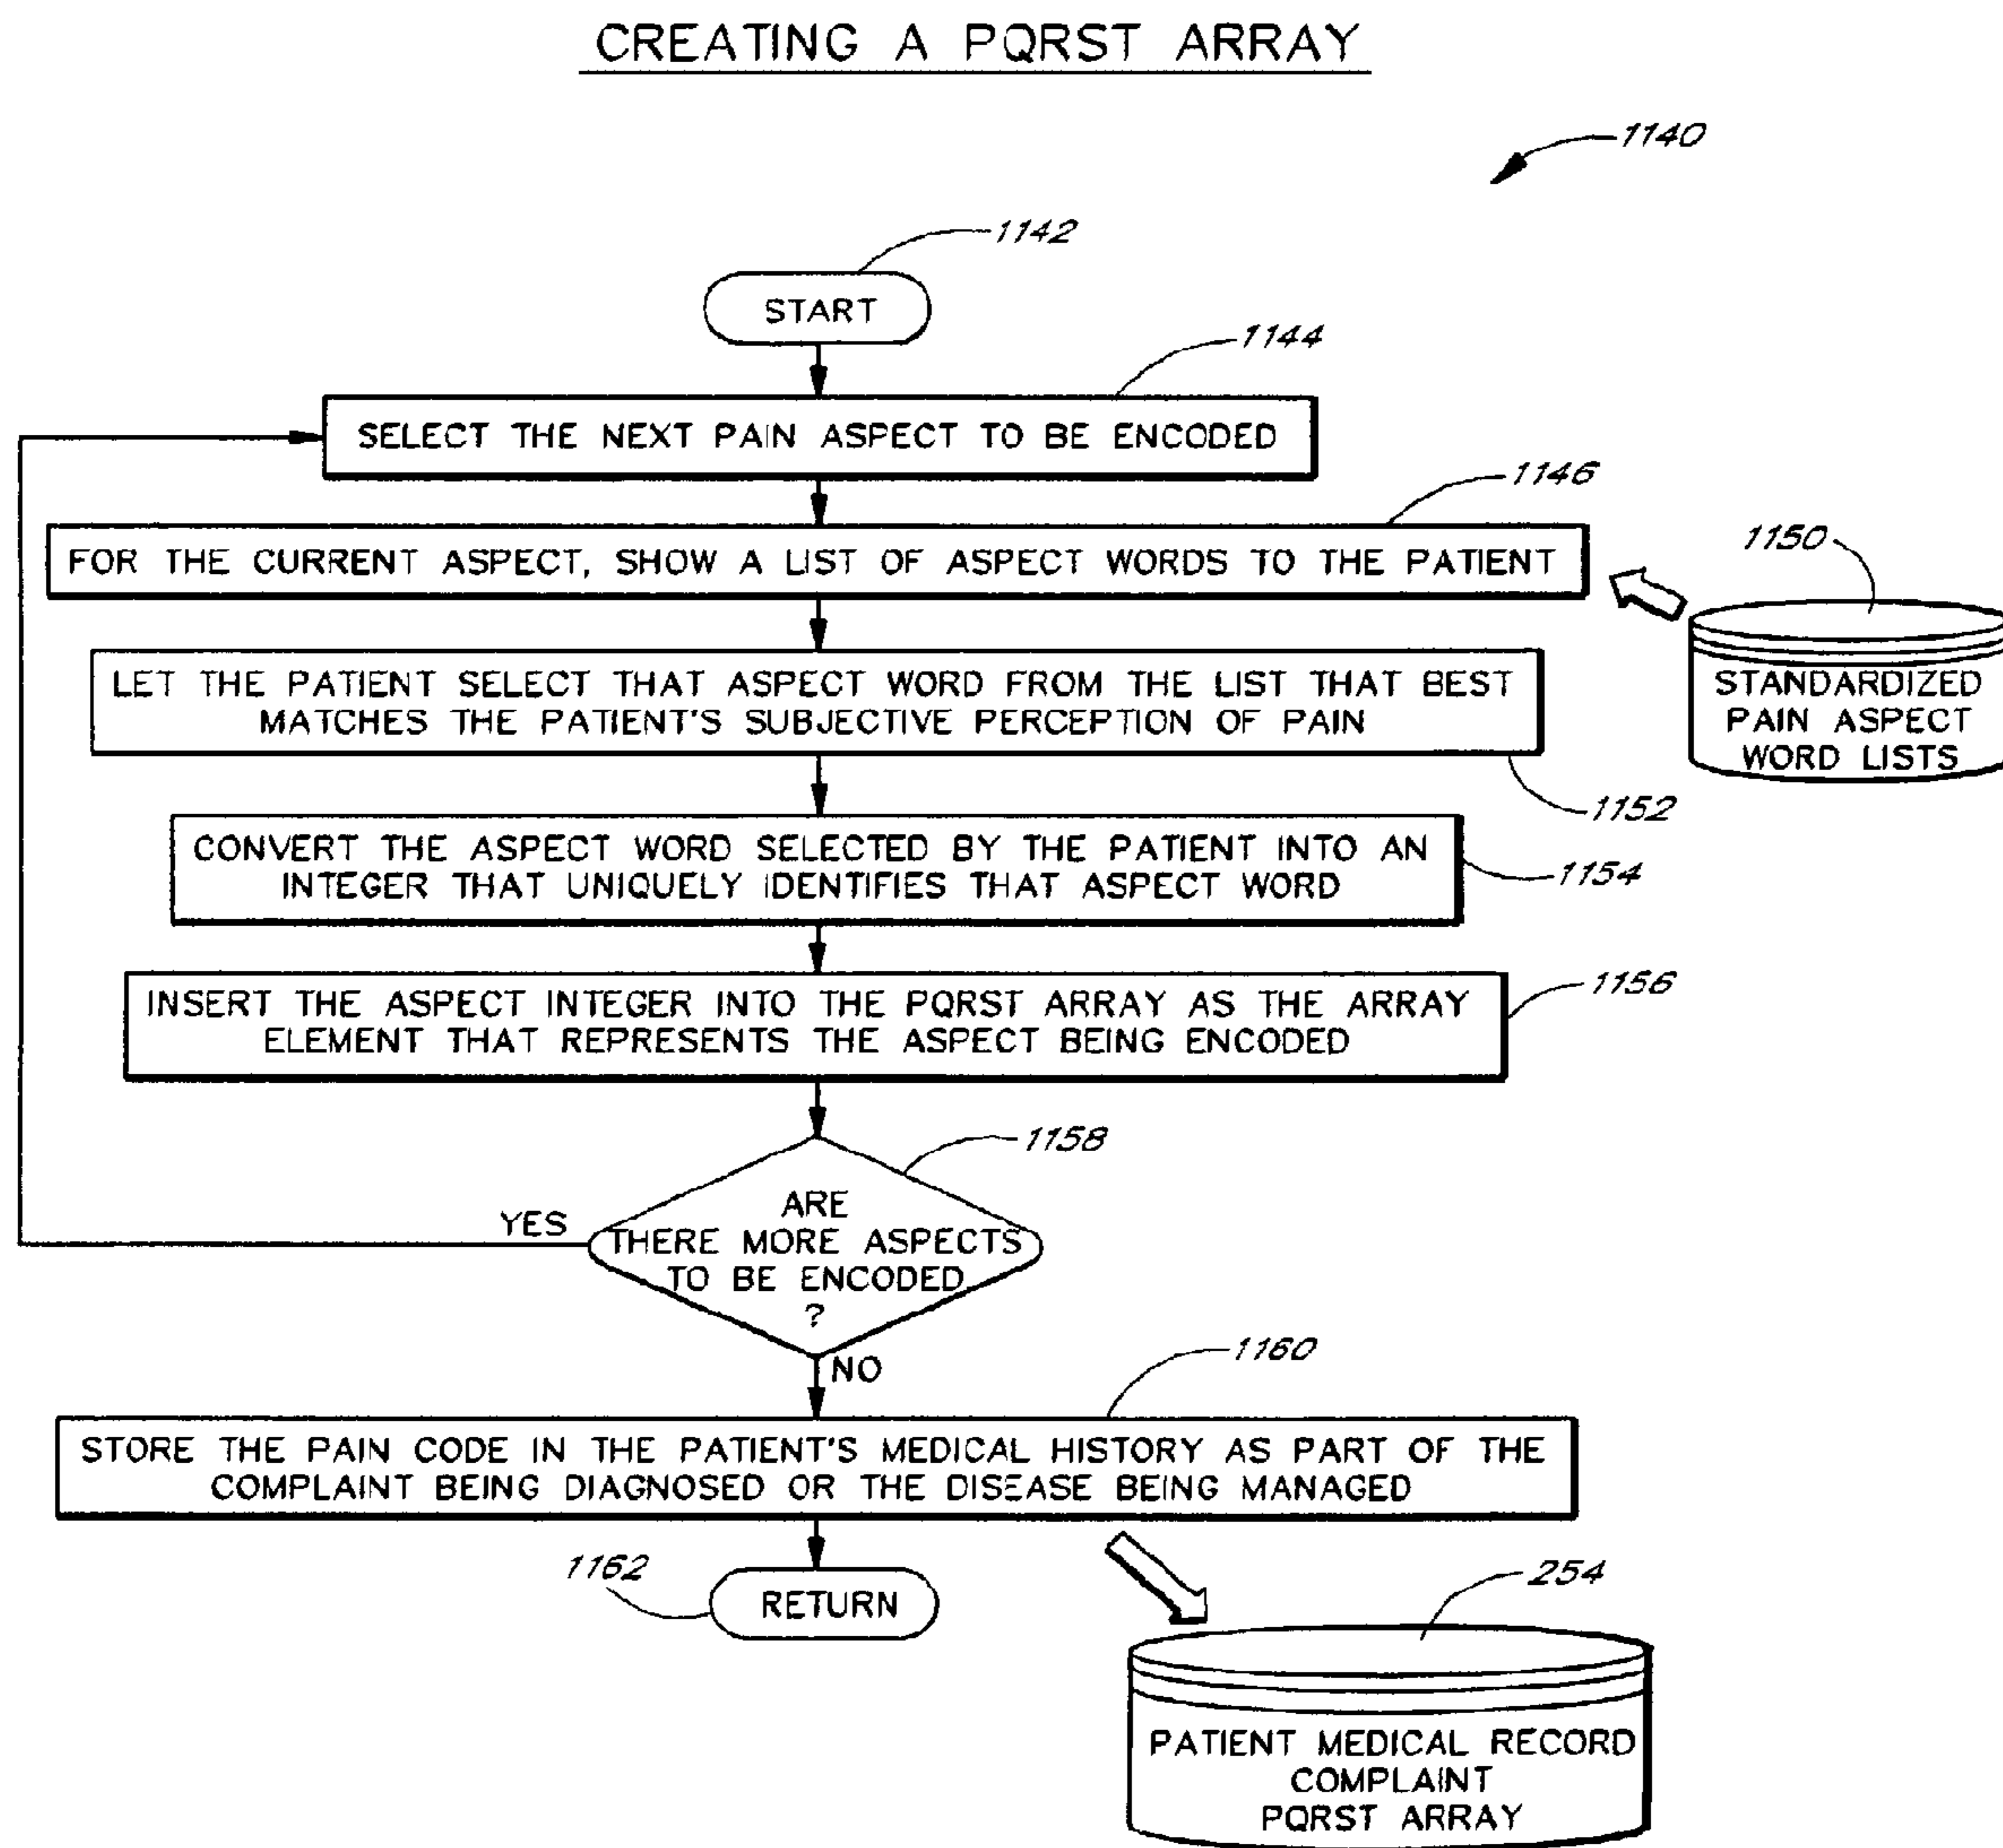 CREATING A PQRST ARRAY
1140
1142
START
1144
SELECT THE NEXT PAIN ASPECT TO BE ENCODED
1146
FOR THE CURRENT ASPECT, SHOW A LIST OF ASPECT WORDS TO THE PATIENT
1150
STANDARDIZED
PAIN ASPECT
WORD LISTS
LET THE PATIENT SELECT THAT ASPECT WORD FROM THE LIST THAT BEST
MATCHES THE PATIENT'S SUBJECTIVE PERCEPTION OF PAIN
1152
CONVERT THE ASPECT WORD SELECTED BY THE PATIENT INTO AN
INTEGER THAT UNIQUELY IDENTIFIES THAT ASPECT WORD
1154
INSERT THE ASPECT INTEGER INTO THE PQRST ARRAY AS THE ARRAY
ELEMENT THAT REPRESENTS THE ASPECT BEING ENCODED
1156
1158
ARE
THERE MORE ASPECTS
TO BE ENCODED
?
YES
NO
1160
STORE THE PAIN CODE IN THE PATIENT'S MEDICAL HISTORY AS PART OF THE
COMPLAINT BEING DIAGNOSED OR THE DISEASE BEING MANAGED
1162
RETURN
254
PATIENT MEDICAL RECORD
COMPLAINT
PQRST ARRAY